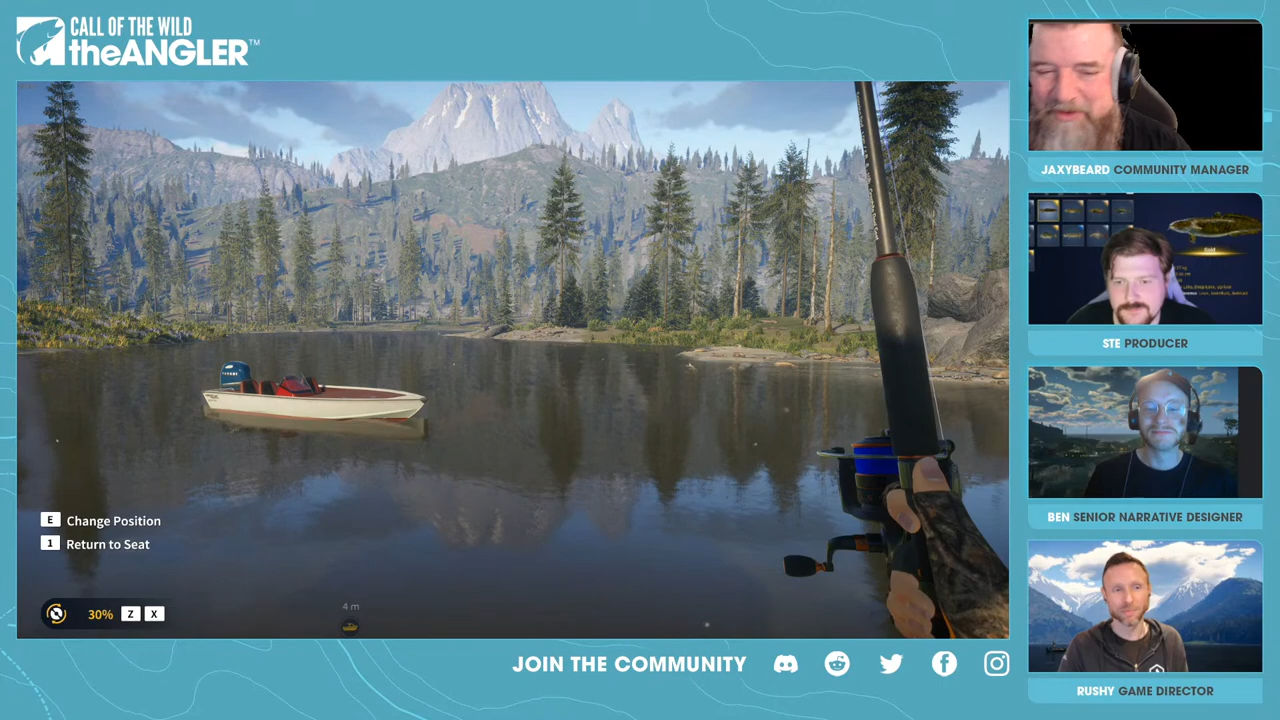 CALL OF THE WILD
theANGLER™
E Change Position
1 Return to Seat
30% Z X
4 m
JOIN THE COMMUNITY
JAXYBEARD COMMUNITY MANAGER
Gold
STE PRODUCER
BEN SENIOR NARRATIVE DESIGNER
RUSHY GAME DIRECTOR